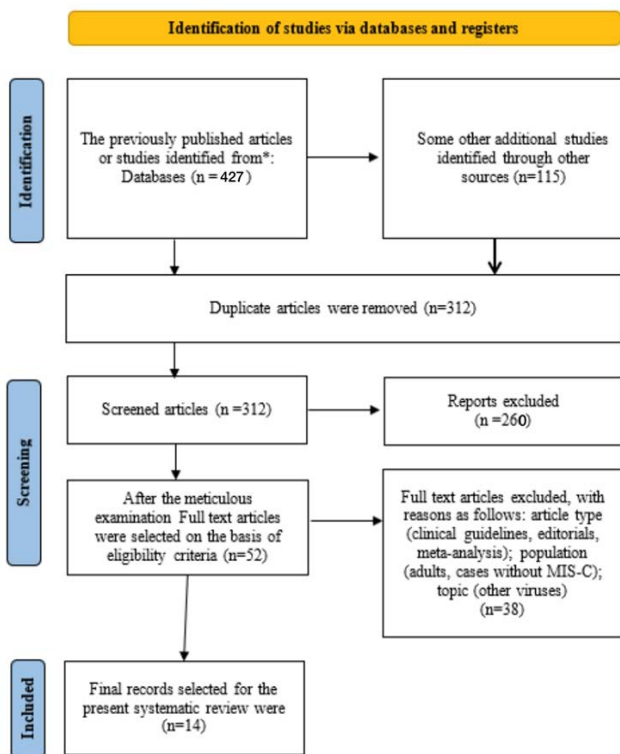 Identification of studies via databases and registers
Identification
The previously published articles
or studies identified from*:
Databases (n = 427)
Some other additional studies
identified through other
sources (n=115)
Duplicate articles were removed (n=312)
Screening
Screened articles (n =312)
Reports excluded
(n =260)
After the meticulous
examination Full text articles
were selected on the basis of
eligibility criteria (n=52)
Full text articles excluded, with
reasons as follows: article type
(clinical guidelines, editorials,
meta-analysis); population
(adults, cases without MIS-C);
topic (other viruses)
(n=38)
Included
Final records selected for the
present systematic review were
(n=14)